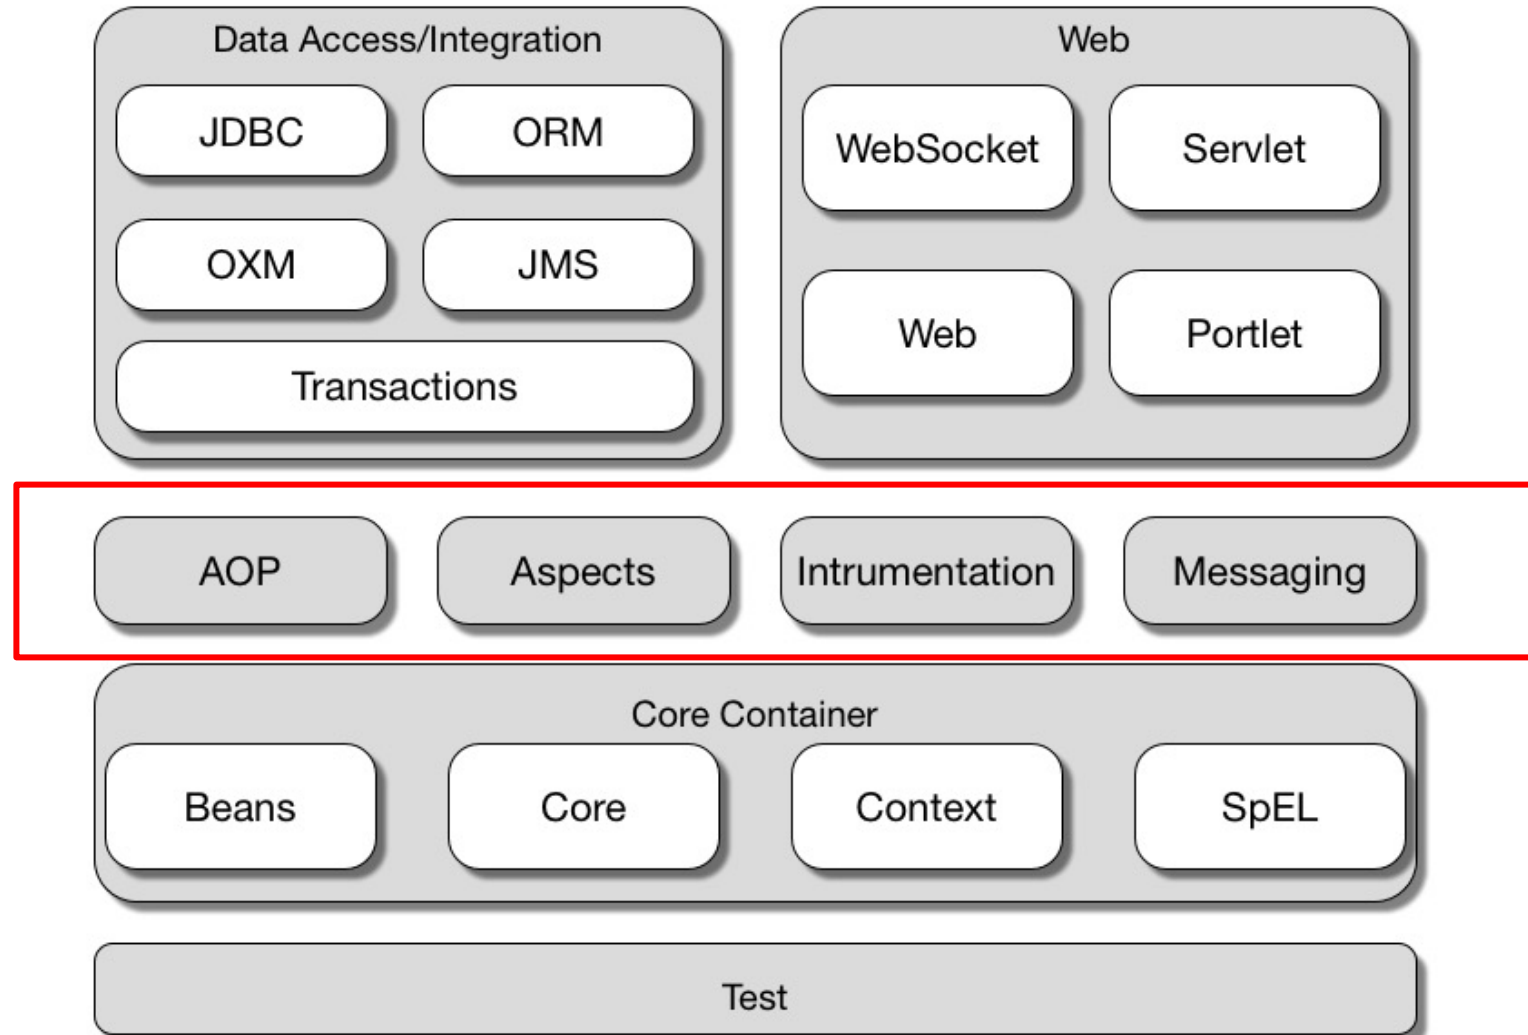 Data Access/Integration
JDBC
ORM
OXM
JMS
Transactions
Web
WebSocket
Servlet
Web
Portlet
AOP
Aspects
Intrumentation
Messaging
Core Container
Beans
Core
Context
SpEL
Test